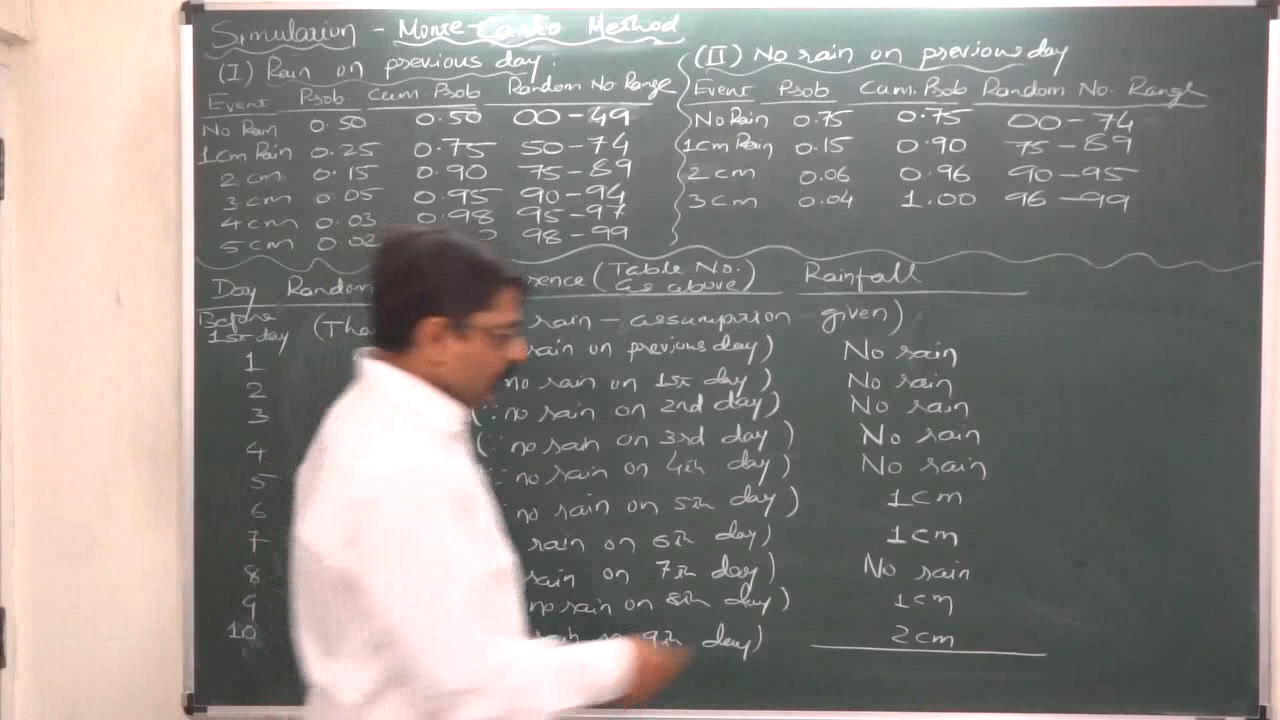 Simulation - Monte-Carlo Method
(I) Rain on previous day:
Event Prob. Cum. Prob Random No. Range
No Rain 0.50 0.50 00-49
1cm Rain 0.25 0.75 50-74
2 cm 0.15 0.90 75-89
3 cm 0.05 0.95 90-94
4 cm 0.03 0.98 95-97
5 cm 0.02 98-99
(II) No rain on previous day
Event Prob Cum. Prob Random No. Range
No Rain 0.75 0.75 00-74
1cm Rain 0.15 0.90 75-89
2 cm 0.06 0.96 90-95
3 cm 0.04 1.00 96-99
Day Random (Table No. as above) Rainfall
Before 1st day rain - assumption given)
1 rain on previous day) No rain
2 no rain on 1st day) No rain
3 (∵ no rain on 2nd day) No rain
4 (∵ no rain on 3rd day) No rain
5 no rain on 4th day) No rain
6 no rain on 5th day) 1cm
7 rain on 6th day) 1cm
8 rain on 7th day) No rain
9 no rain on 8th day) 1cm
10 9th day) 2cm